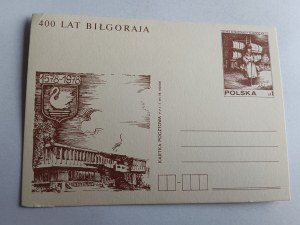 400 LAT BIŁGORAJA
1578-1978
POLSKA
KARTKA POCZTOWA